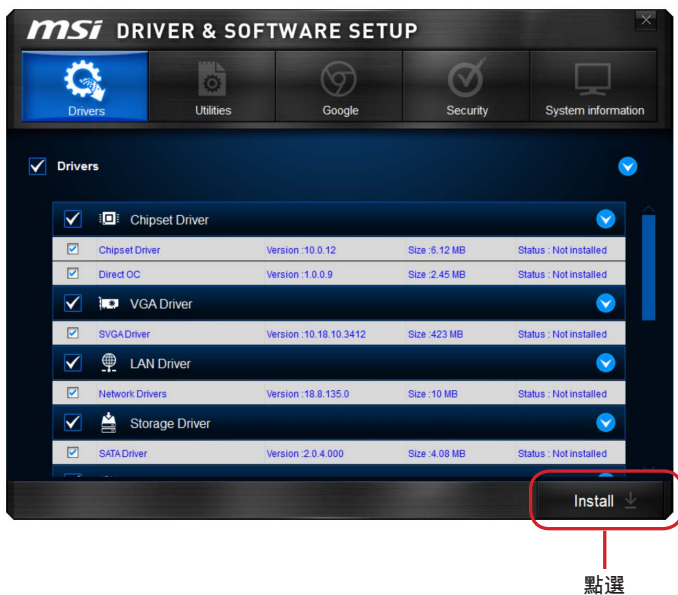 msi DRIVER & SOFTWARE SETUP
Drivers Utilities Google Security System information
Drivers
Chipset Driver
Chipset Driver Version :10.0.12 Size :6.12 MB Status : Not installed
Direct OC Version :1.0.0.9 Size :2.45 MB Status : Not installed
VGA Driver
SVGA Driver Version :10.18.10.3412 Size :423 MB Status : Not installed
LAN Driver
Network Drivers Version :18.8.135.0 Size :10 MB Status : Not installed
Storage Driver
SATA Driver Version :2.0.4.000 Size :4.08 MB Status : Not installed
Install
點選